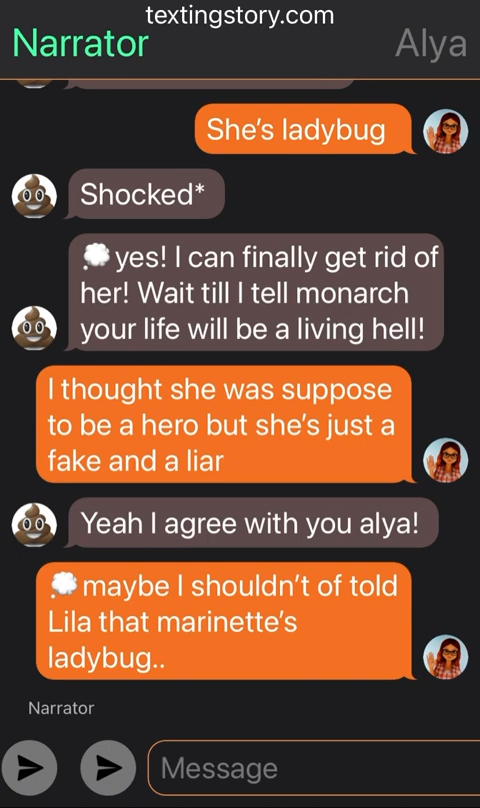 textingstory.com
Narrator
Alya
She's ladybug
Shocked*
💭 yes! I can finally get rid of
her! Wait till I tell monarch
your life will be a living hell!
I thought she was suppose
to be a hero but she's just a
fake and a liar
Yeah I agree with you alya!
💭 maybe I shouldn't of told
Lila that marinette's
ladybug..
Narrator
Message